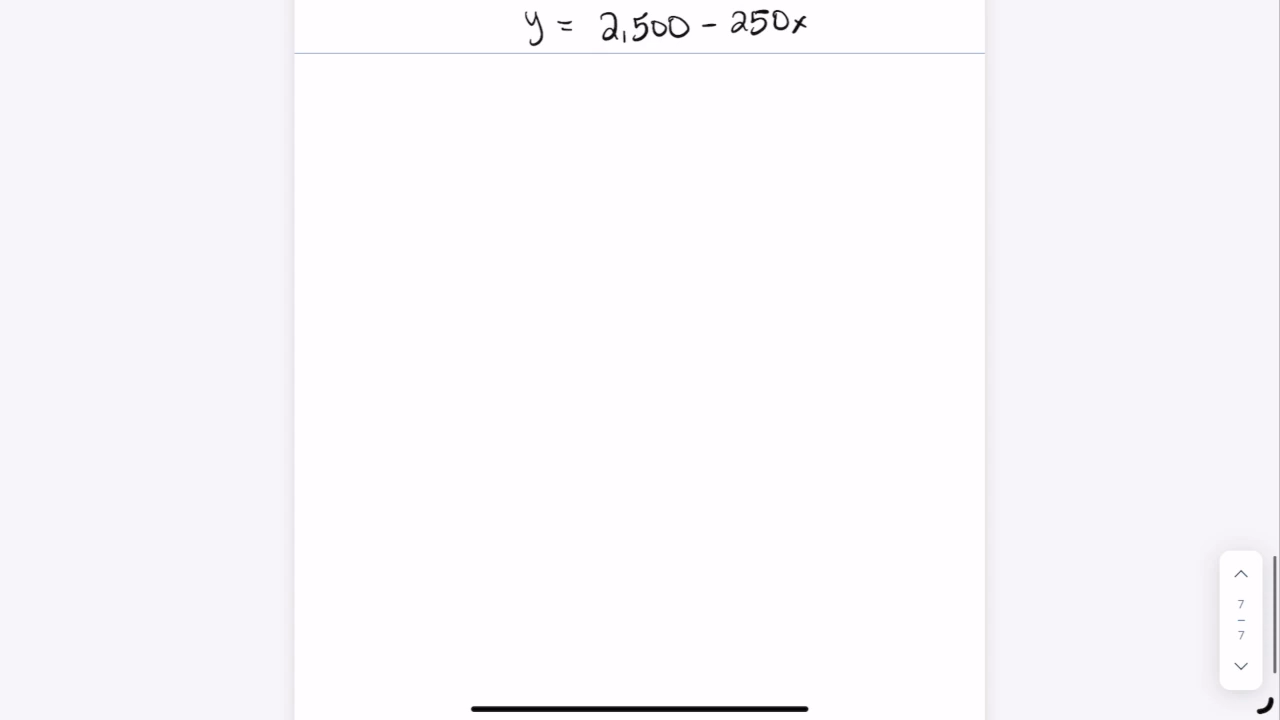 y = 2,500 - 250x
7
7